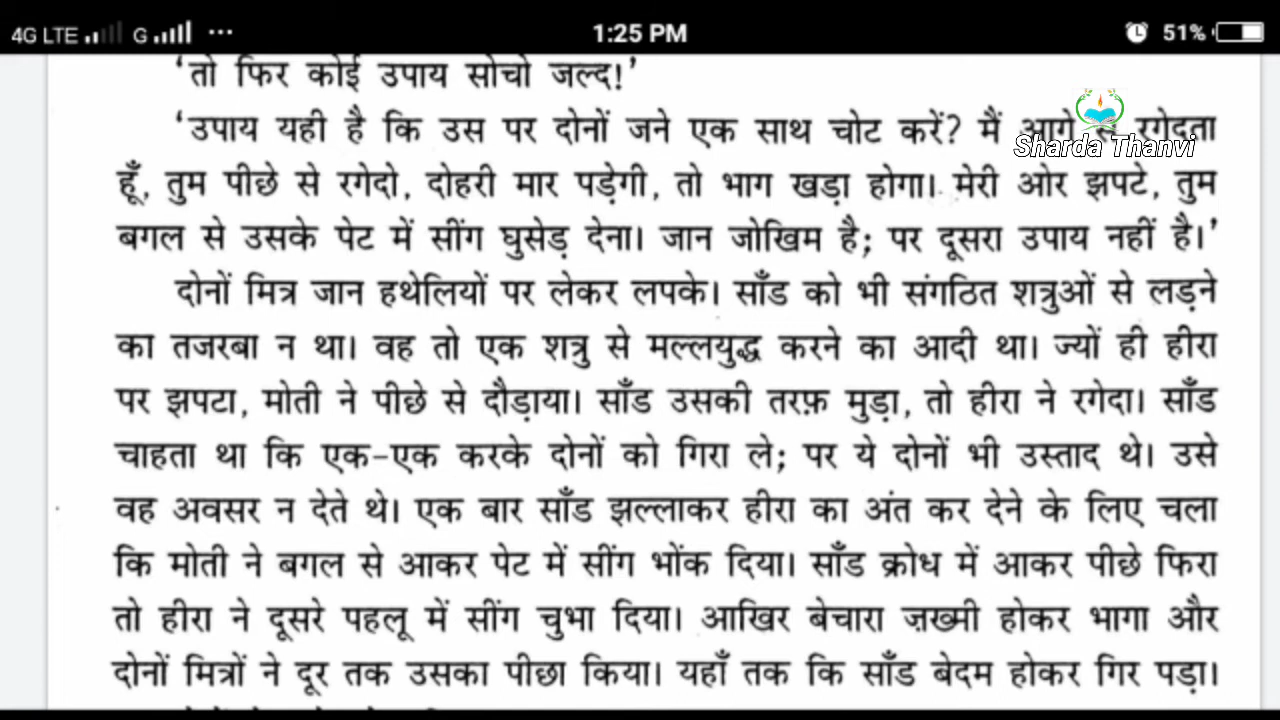 4G LTE G ... 1:25 PM 51%
'तो फिर कोई उपाय सोचो जल्द!'
'उपाय यही है कि उस पर दोनों जने एक साथ चोट करें? मैं आगे से रगेदता
Sharda Thanvi
हूँ, तुम पीछे से रगेदो, दोहरी मार पड़ेगी, तो भाग खड़ा होगा। मेरी ओर झपटे, तुम
बगल से उसके पेट में सींग घुसेड़ देना। जान जोखिम है; पर दूसरा उपाय नहीं है।'
दोनों मित्र जान हथेलियों पर लेकर लपके। साँड को भी संगठित शत्रुओं से लड़ने
का तजरबा न था। वह तो एक शत्रु से मल्लयुद्ध करने का आदी था। ज्यों ही हीरा
पर झपटा, मोती ने पीछे से दौड़ाया। साँड उसकी तरफ़ मुड़ा, तो हीरा ने रगेदा। साँड
चाहता था कि एक-एक करके दोनों को गिरा ले; पर ये दोनों भी उस्ताद थे। उसे
वह अवसर न देते थे। एक बार साँड झल्लाकर हीरा का अंत कर देने के लिए चला
कि मोती ने बगल से आकर पेट में सींग भोंक दिया। साँड क्रोध में आकर पीछे फिरा
तो हीरा ने दूसरे पहलू में सींग चुभा दिया। आखिर बेचारा ज़ख्मी होकर भागा और
दोनों मित्रों ने दूर तक उसका पीछा किया। यहाँ तक कि साँड बेदम होकर गिर पड़ा।